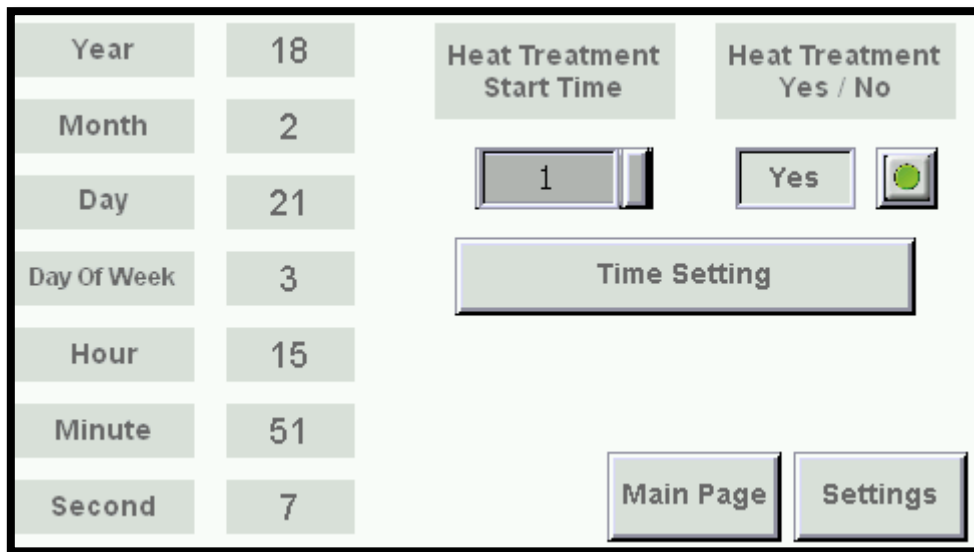 Year 18
Month 2
Day 21
Day Of Week 3
Hour 15
Minute 51
Second 7
Heat Treatment
Start Time
1
Heat Treatment
Yes / No
Yes
Time Setting
Main Page
Settings